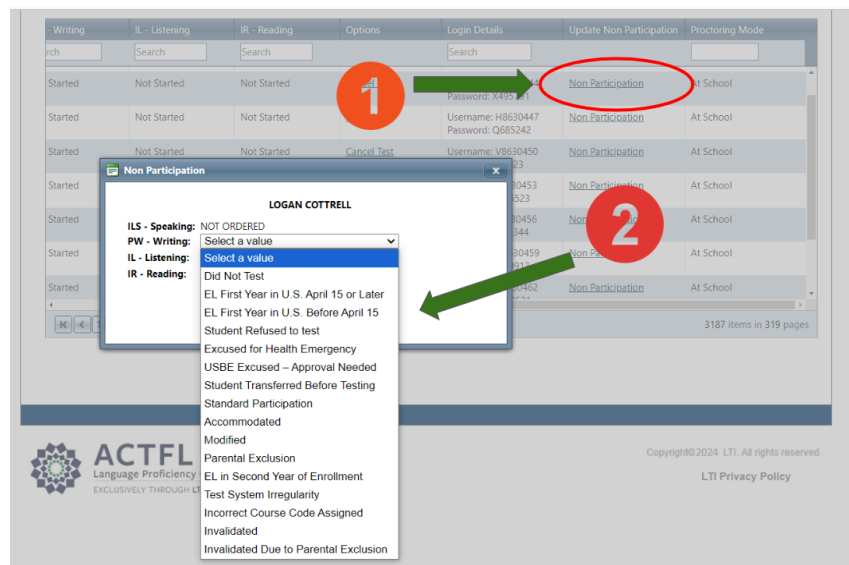 - Writing IL - Listening IR - Reading Options Login Details Update Non Participation Proctoring Mode
rch Search Search Search
Started Not Started Not Started Non Participation At School
Password:
1
Started Not Started Not Started Username: H8630447 Non Participation At School
Password: Q685242
Started Not Started Not Started Cancel Test Username: V8630450 Non Participation At School
23
Non Participation x
Started 30453 Non Participation At School
5523
LOGAN COTTRELL
ILS - Speaking: NOT ORDERED
Started 30456 At School
344
2
PW - Writing: Select a value
IL - Listening: Select a value
Started 30459 At School
IR - Reading: Did Not Test
Started 30462 Non Participation At School
EL First Year in U.S. April 15 or Later
EL First Year in U.S. Before April 15
3187 items in 319 pages
Student Refused to test
Excused for Health Emergency
USBE Excused – Approval Needed
Student Transferred Before Testing
Standard Participation
Accommodated
Modified
Parental Exclusion
EL in Second Year of Enrollment
Test System Irregularity
Incorrect Course Code Assigned
Invalidated
Invalidated Due to Parental Exclusion
ACTFL
Language Proficiency
EXCLUSIVELY THROUGH
Copyright©2024 LTI. All rights reserved.
LTI Privacy Policy